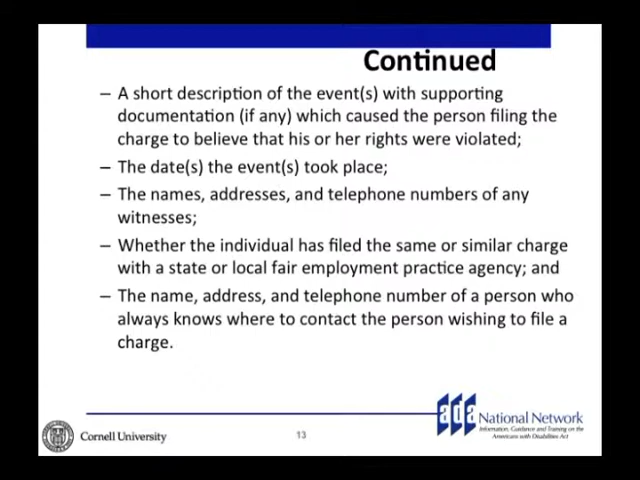 Continued
– A short description of the event(s) with supporting
documentation (if any) which caused the person filing the
charge to believe that his or her rights were violated;
– The date(s) the event(s) took place;
– The names, addresses, and telephone numbers of any
witnesses;
– Whether the individual has filed the same or similar charge
with a state or local fair employment practice agency; and
– The name, address, and telephone number of a person who
always knows where to contact the person wishing to file a
charge.
Cornell University
13
ada National Network
Information, Guidance and Training on the
Americans with Disabilities Act